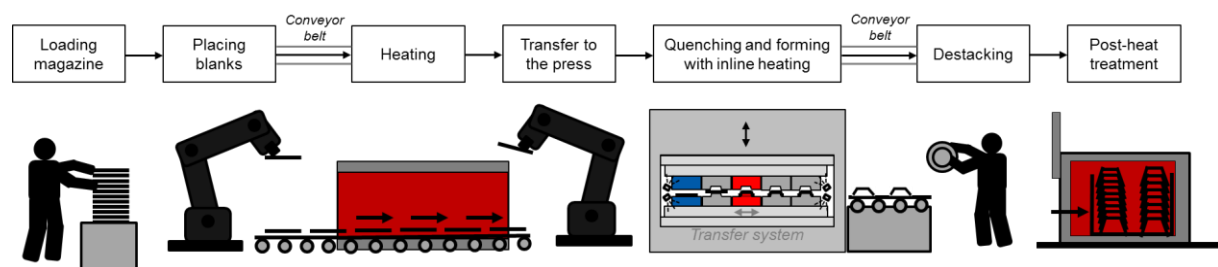 Loading
magazine
Placing
blanks
Conveyor
belt
Heating
Transfer to
the press
Quenching and forming
with inline heating
Conveyor
belt
Destacking
Post-heat
treatment
Transfer system